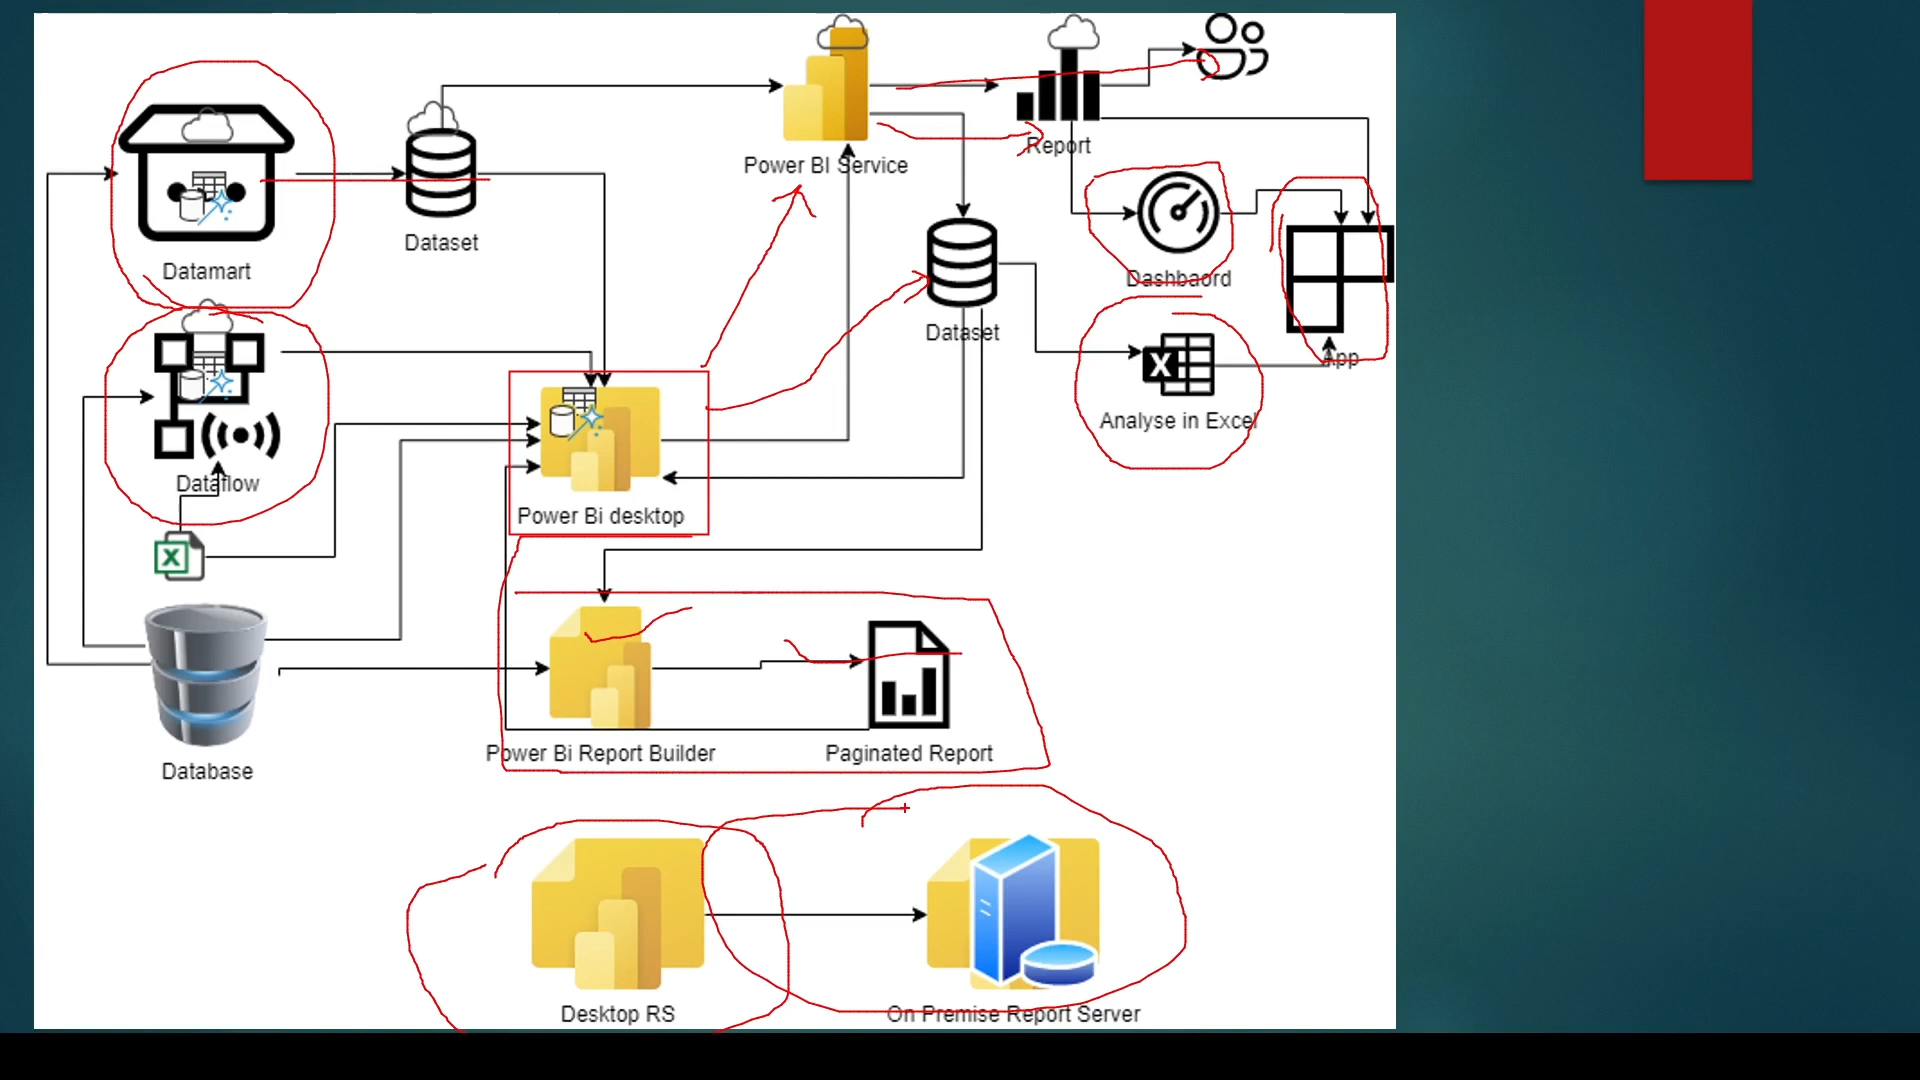 Power BI Service
Report
Datamart
Dataset
Dashbaord
Dataset
App
X
Analyse in Excel
Dataflow
Power Bi desktop
X
Power Bi Report Builder
Paginated Report
Database
Desktop RS
On Premise Report Server